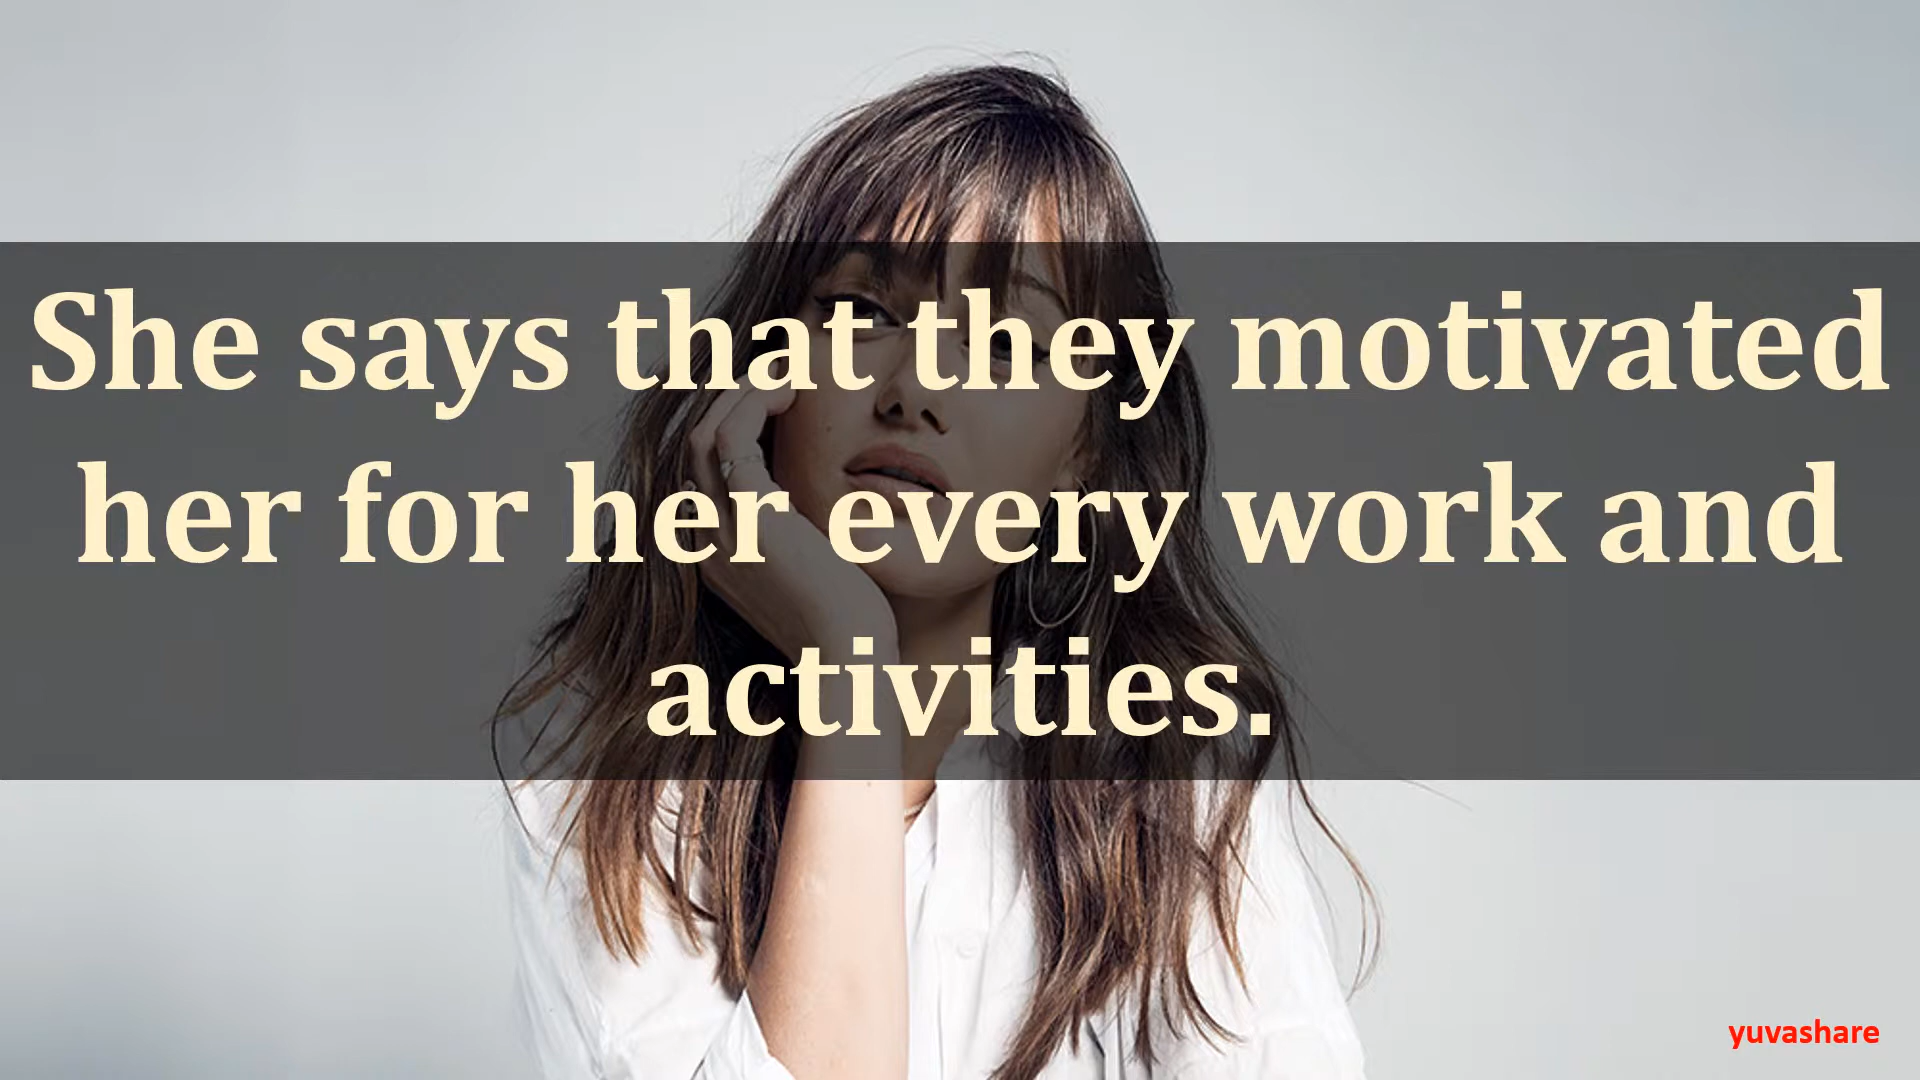 She says that they motivated
her for her every work and
activities.
yuvashare